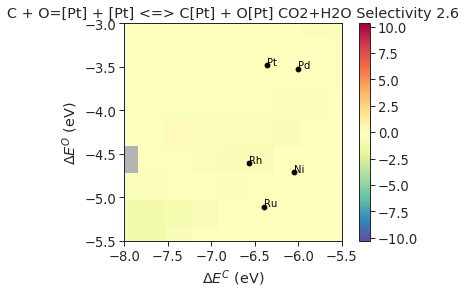 C + O=[Pt] + [Pt] <=> C[Pt] + O[Pt] CO2+H2O Selectivity 2.6
−3.0
−3.5
−4.0
−4.5
−5.0
−5.5
ΔE^O (eV)
Pt
Pd
Rh
Ni
Ru
−8.0 −7.5 −7.0 −6.5 −6.0 −5.5
ΔE^C (eV)
10.0
7.5
5.0
2.5
0.0
−2.5
−5.0
−7.5
−10.0